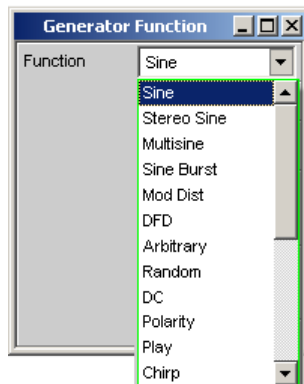 Generator Function
Function Sine
Sine
Stereo Sine
Multisine
Sine Burst
Mod Dist
DFD
Arbitrary
Random
DC
Polarity
Play
Chirp